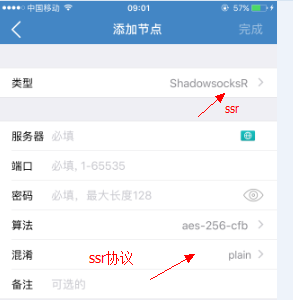 中国移动 09:01 57%
添加节点 完成
类型 ShadowsocksR
ssr
服务器 必填
端口 必填, 1-65535
密码 必填，最大长度128
算法 aes-256-cfb
混淆 plain
ssr协议
备注 可选的